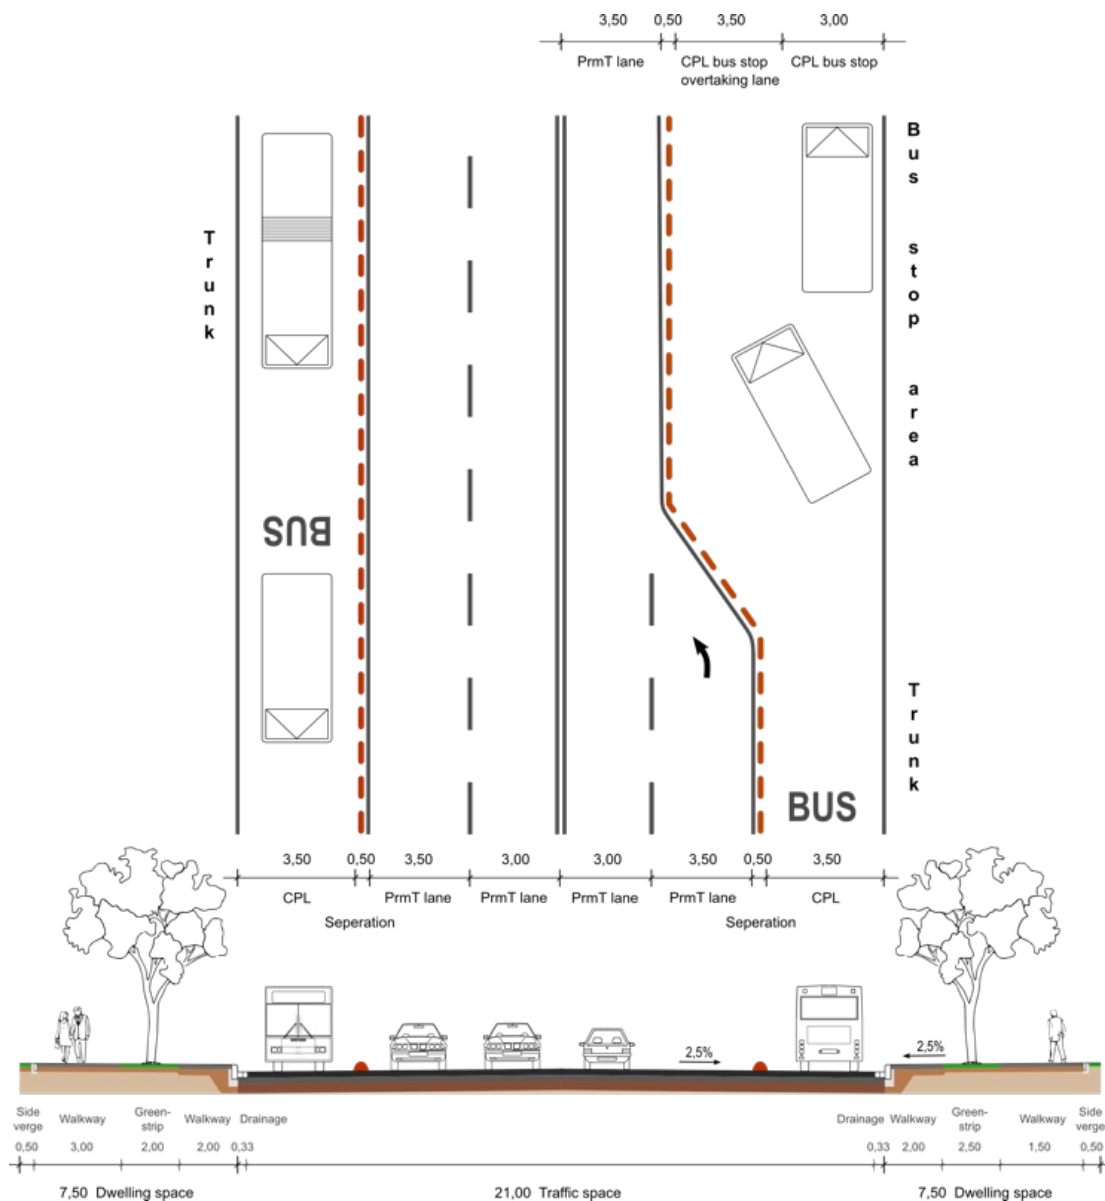 3,50 0,50 3,50 3,00
PrmT lane CPL bus stop CPL bus stop
overtaking lane
Bus stop area
Trunk
BUS
Trunk
BUS
3,50 0,50 3,50 3,00 3,00 3,50 0,50 3,50
CPL PrmT lane PrmT lane PrmT lane PrmT lane CPL
Seperation Seperation
2,5% 2,5%
Side Walkway Green- Walkway Drainage Drainage Walkway Green- Walkway Side
verge strip strip verge
0,50 3,00 2,00 2,00 0,33 0,33 2,00 2,50 1,50 0,50
7,50 Dwelling space 21,00 Traffic space 7,50 Dwelling space